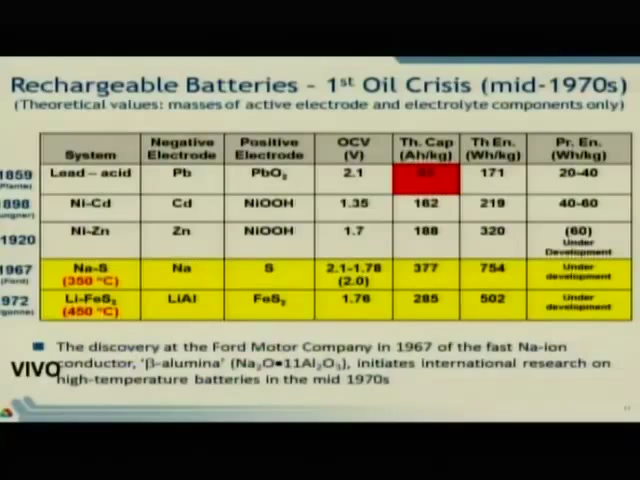 Rechargeable Batteries - 1st Oil Crisis (mid-1970s)
(Theoretical values: masses of active electrode and electrolyte components only)
System Negative Electrode Positive Electrode OCV (V) Th. Cap (Ah/kg) Th En. (Wh/kg) Pr. En. (Wh/kg)
1859 Lead – acid Pb PbO₂ 2.1 171 20-40
Ni-Cd Cd NiOOH 1.35 162 219 40-60
1920 Ni-Zn Zn NiOOH 1.7 188 320 (60) Under Development
1967 (Ford) Na-S (350 °C) Na S 2.1-1.78 (2.0) 377 754 Under development
Li-FeS₂ (450 °C) LiAl FeS₂ 1.76 285 502 Under development
The discovery at the Ford Motor Company in 1967 of the fast Na-ion
conductor, 'β-alumina' (Na₂O•11Al₂O₃), initiates international research on
high-temperature batteries in the mid 1970s
VIVO